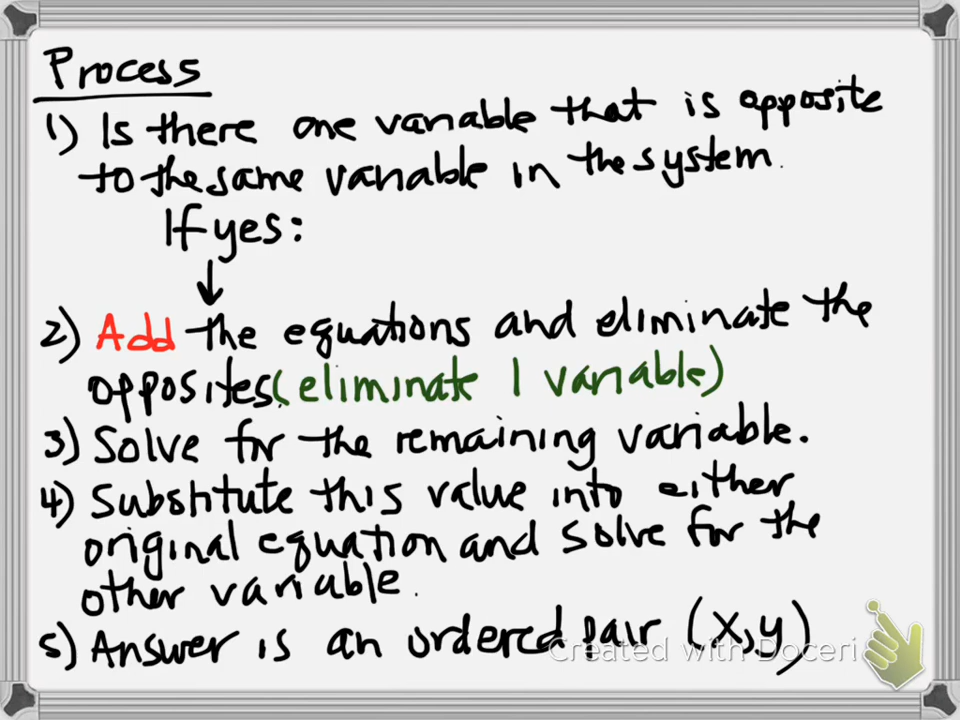 Process
1) Is there one variable that is opposite
to the same variable in the system.
If yes:
2) Add the equations and eliminate the
opposites. (eliminate 1 variable)
3) Solve for the remaining variable.
4) Substitute this value into either
original equation and solve for the
other variable.
5) Answer is an ordered pair (x,y)
Created with Doceri